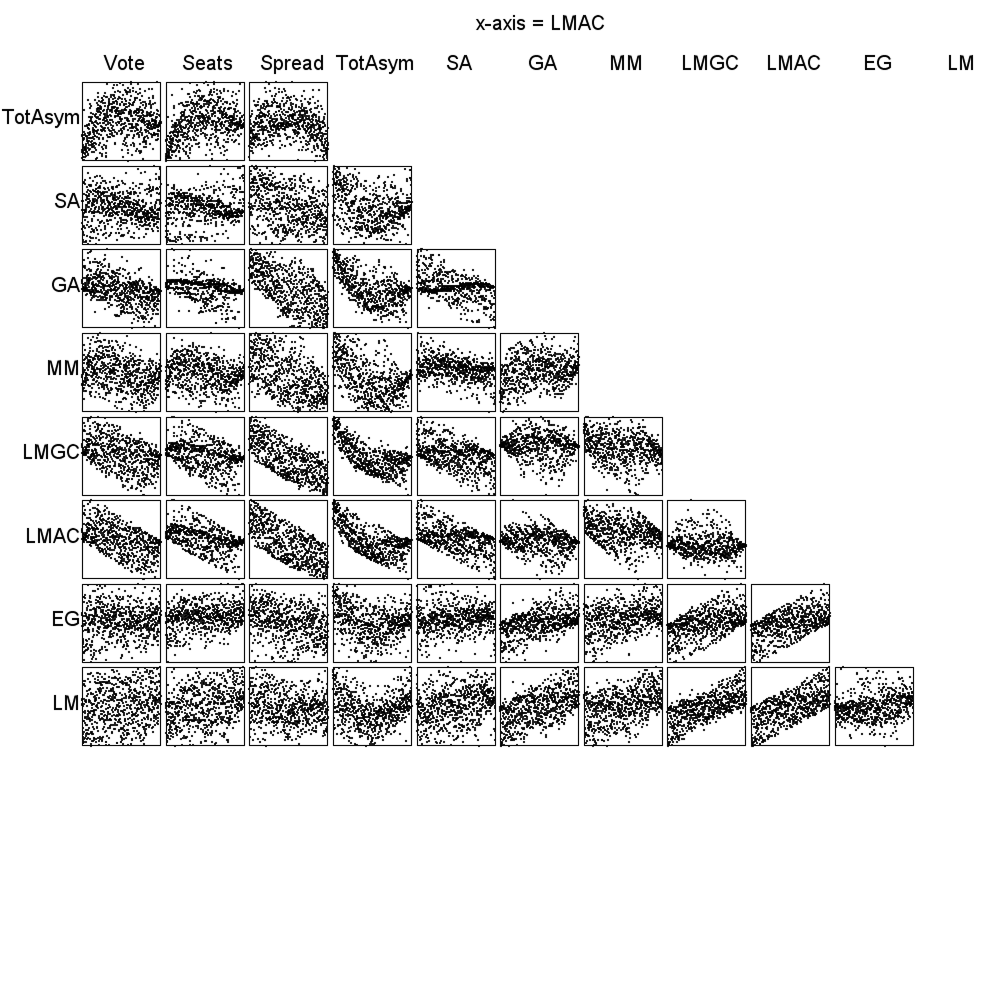 x-axis = LMAC
Vote Seats Spread TotAsym SA GA MM LMGC LMAC EG LM
TotAsym
SA
GA
MM
LMGC
LMAC
EG
LM